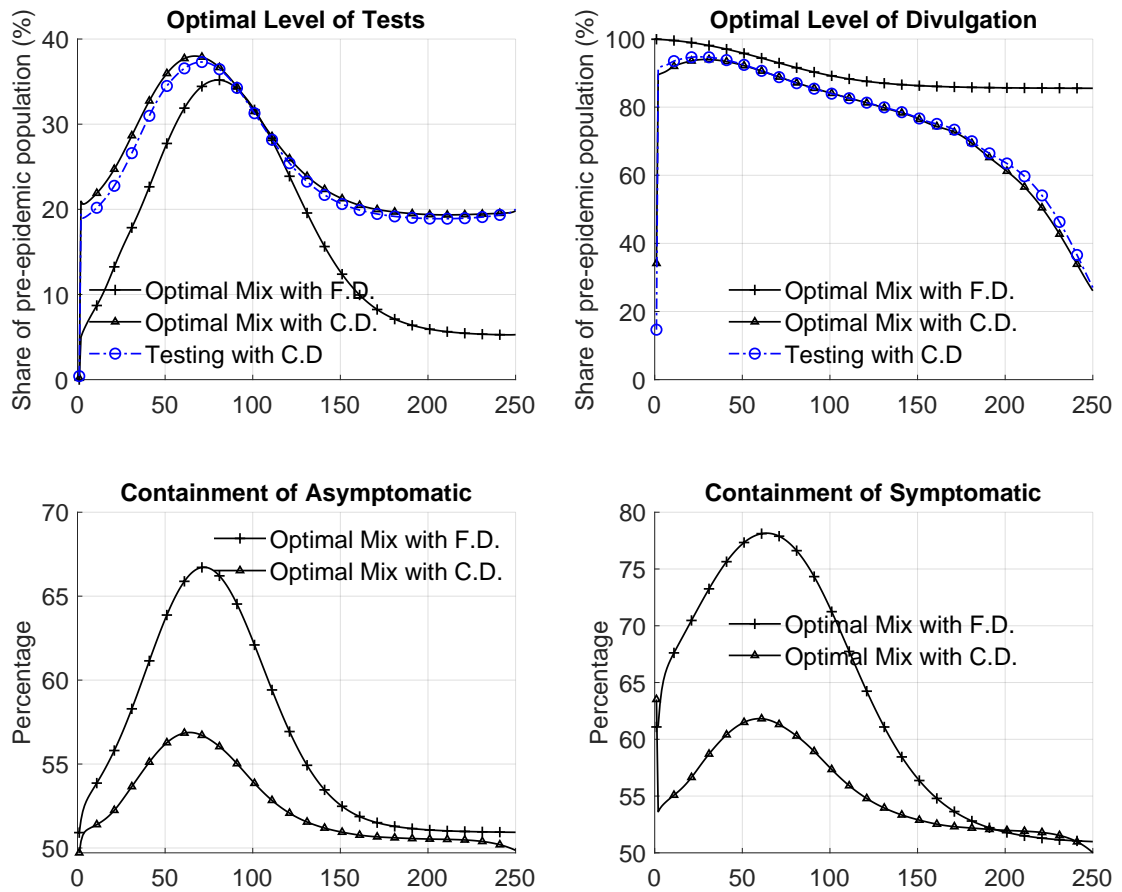 Optimal Level of Tests
Share of pre-epidemic population (%)
40
30
20
10
0
Optimal Mix with F.D.
Optimal Mix with C.D.
Testing with C.D
0 50 100 150 200 250
Optimal Level of Divulgation
Share of pre-epidemic population (%)
100
80
60
40
20
0
Optimal Mix with F.D.
Optimal Mix with C.D.
Testing with C.D
0 50 100 150 200 250
Containment of Asymptomatic
Percentage
70
65
60
55
50
Optimal Mix with F.D.
Optimal Mix with C.D.
0 50 100 150 200 250
Containment of Symptomatic
Percentage
80
75
70
65
60
55
50
Optimal Mix with F.D.
Optimal Mix with C.D.
0 50 100 150 200 250